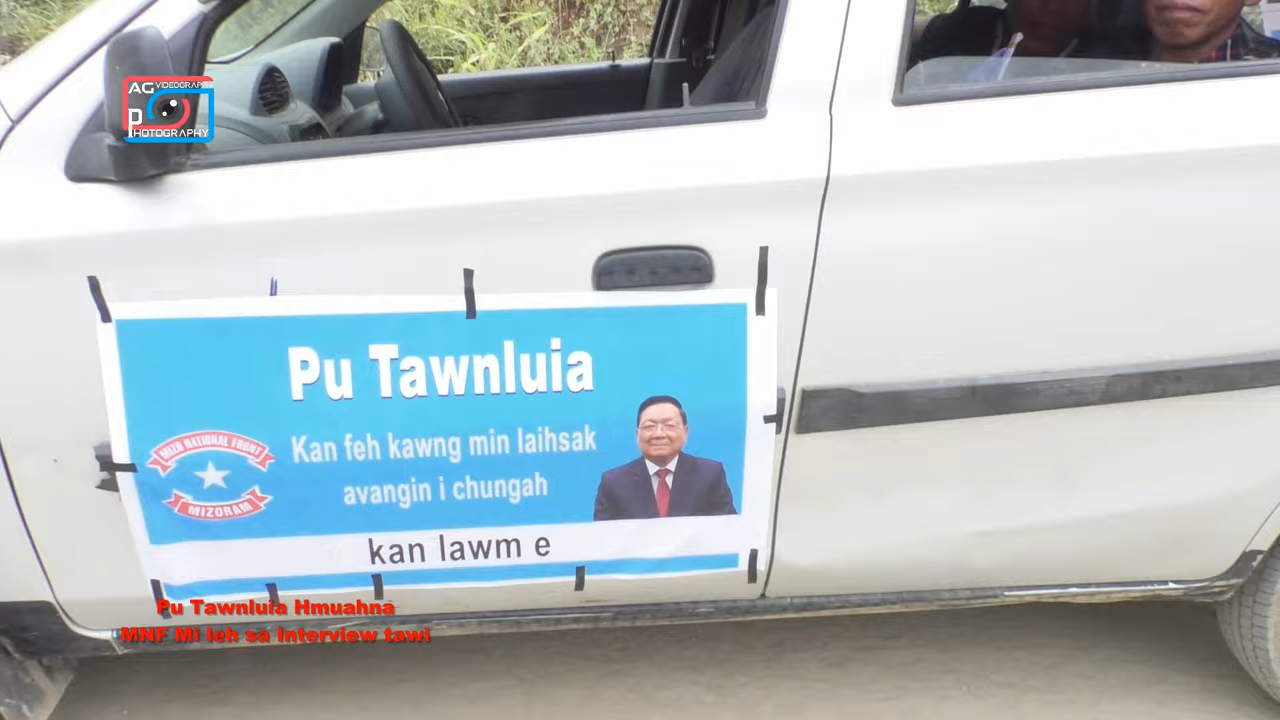 AG VIDEOGRAPHY
PHOTOGRAPHY
Pu Tawnluia
MIZO NATIONAL FRONT
MIZORAM
Kan feh kawng min laihsak
avangin i chungah
kan lawm e
Pu Tawnluia Hmuahna
MNF Mi leh sa Interview tawi